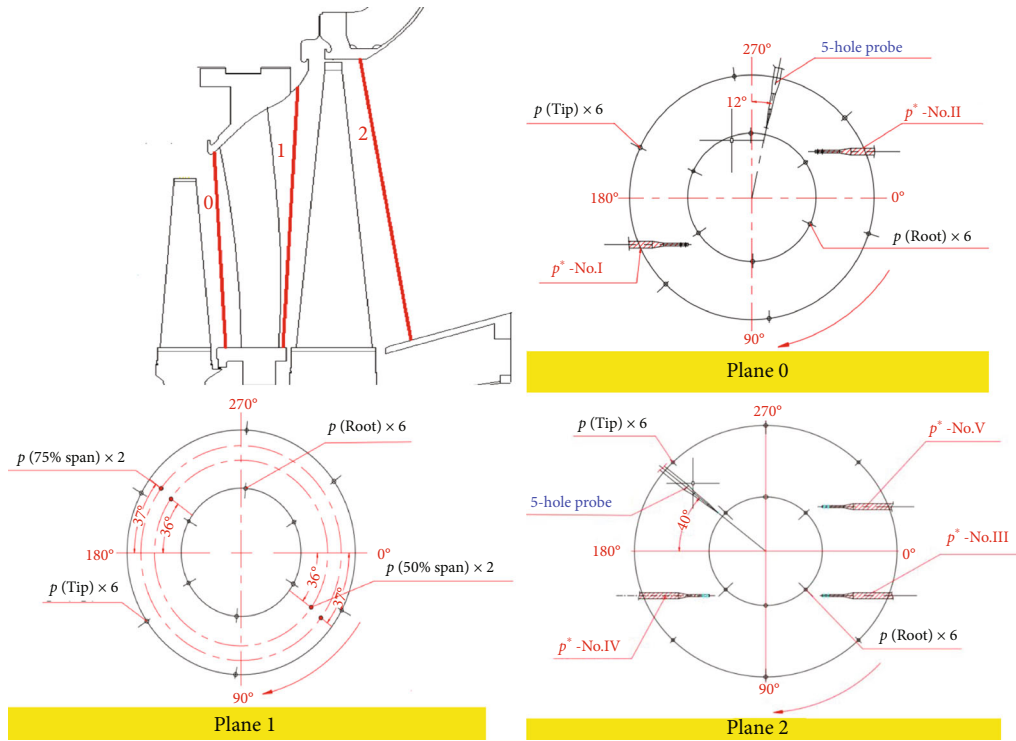 0
1
2
270°
5-hole probe
12°
p (Tip) × 6
p* -No.II
180°
0°
p (Root) × 6
p* -No.I
90°
Plane 0
270°
p (Root) × 6
p (75% span) × 2
37°
36°
180°
0°
36°
37°
p (50% span) × 2
p (Tip) × 6
90°
Plane 1
270°
p (Tip) × 6
p* -No.V
5-hole probe
40°
p* -No.III
180°
0°
p* -No.IV
p (Root) × 6
90°
Plane 2